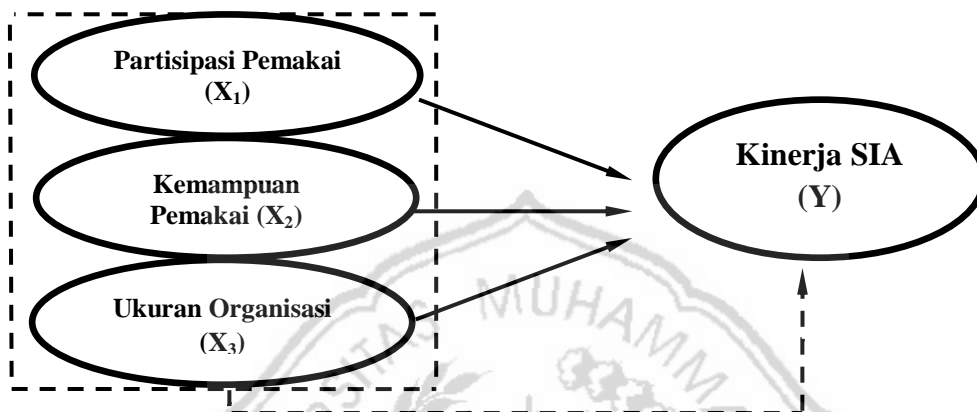 Partisipasi Pemakai
(X₁)
Kemampuan
Pemakai (X₂)
Ukuran Organisasi
(X₃)
Kinerja SIA
(Y)